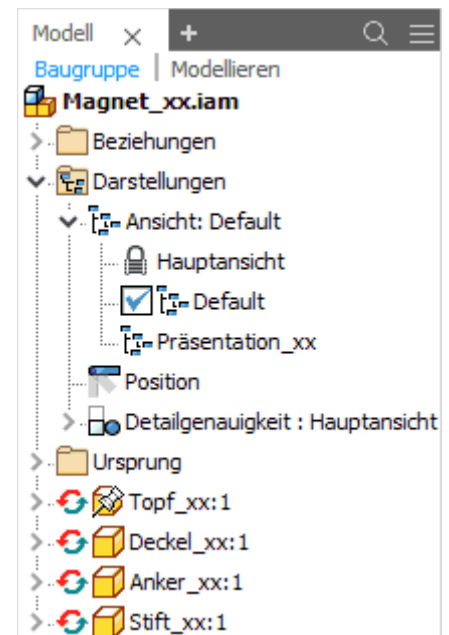 Modell
Baugruppe | Modellieren
Magnet_xx.iam
Beziehungen
Darstellungen
Ansicht: Default
Hauptansicht
Default
Präsentation_xx
Position
Detailgenauigkeit : Hauptansicht
Ursprung
Topf_xx:1
Deckel_xx:1
Anker_xx:1
Stift_xx:1